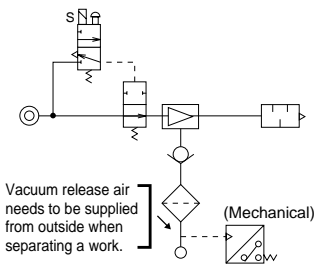 S
Vacuum release air
needs to be supplied
from outside when
separating a work.
(Mechanical)